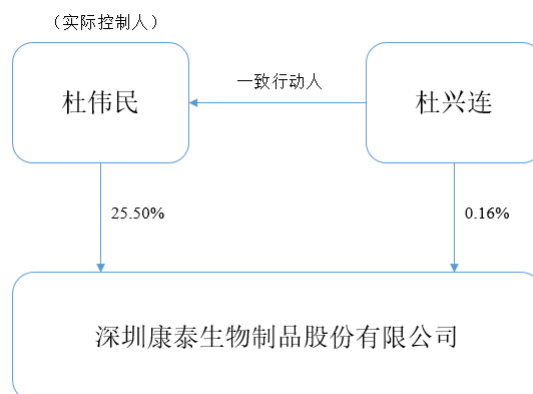 （实际控制人）
杜伟民
一致行动人
杜兴连
25.50%
0.16%
深圳康泰生物制品股份有限公司